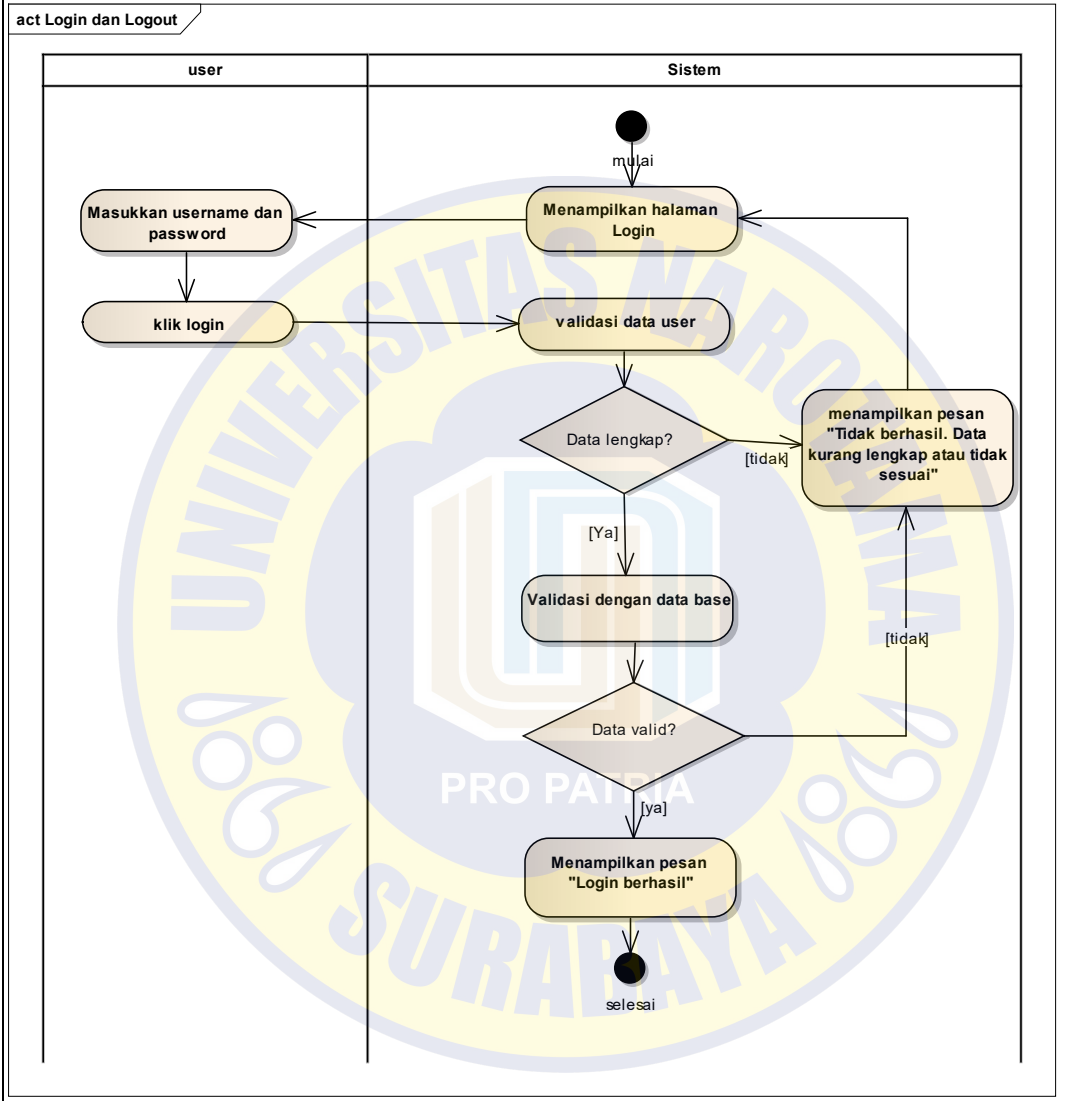 act Login dan Logout
user
Sistem
mulai
Masukkan username dan
password
Menampilkan halaman
Login
klik login
validasi data user
Data lengkap?
[tidak]
menampilkan pesan
"Tidak berhasil. Data
kurang lengkap atau tidak
sesuai"
[Ya]
Validasi dengan data base
[tidak]
Data valid?
[ya]
Menampilkan pesan
"Login berhasil"
selesai
UNIVERSITAS NAROTAMA
PRO PATRIA
SURABAYA